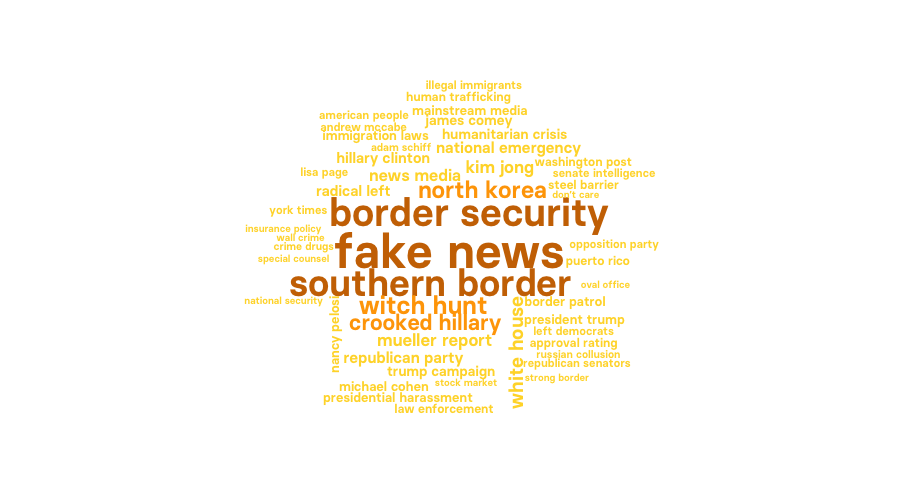 illegal immigrants
human trafficking
mainstream media
american people
james comey
andrew mccabe
immigration laws
humanitarian crisis
adam schiff
national emergency
hillary clinton
washington post
kim jong
lisa page
news media
senate intelligence
steel barrier
radical left
north korea
don't care
york times
border security
insurance policy
wall crime
crime drugs
fake news
opposition party
special counsel
puerto rico
southern border
oval office
national security
witch hunt
border patrol
nancy pelosi
white house
crooked hillary
president trump
left democrats
mueller report
approval rating
russian collusion
republican party
republican senators
trump campaign
strong border
stock market
michael cohen
presidential harassment
law enforcement